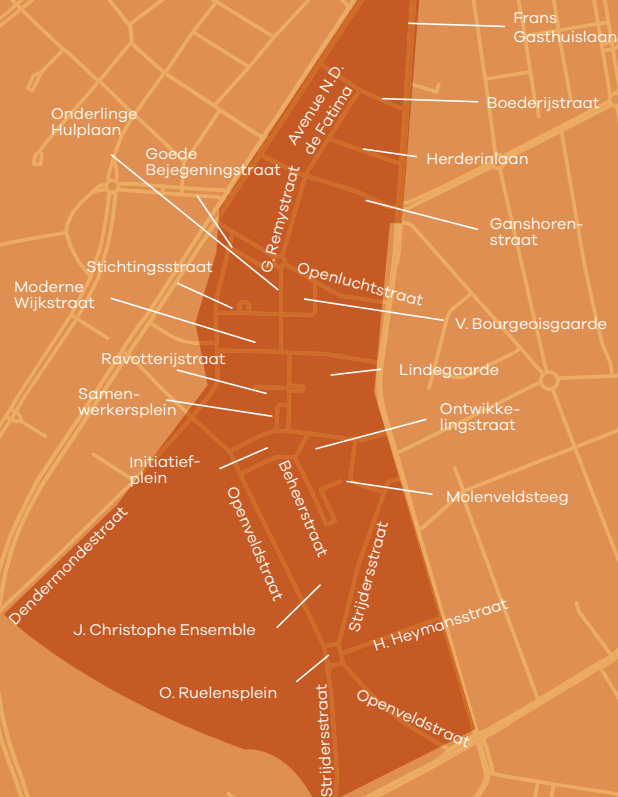 Frans
Gasthuislaan
Avenue N.D.
de Fatima
Boederijstraat
Onderlinge
Hulplaan
Goede
Bejegeningstraat
Herderinlaan
G. Remystraat
Ganshoren-
straat
Stichtingsstraat
Openluchtstraat
Moderne
Wijkstraat
V. Bourgeoisgaarde
Ravotterijstraat
Lindegaarde
Samen-
werkersplein
Ontwikke-
lingstraat
Initiatief-
plein
Beheerstraat
Openveldstraat
Molenveldsteeg
Dendermondestraat
Strijdersstraat
J. Christophe Ensemble
H. Heymansstraat
O. Ruelensplein
Openveldstraat
Strijdersstraat